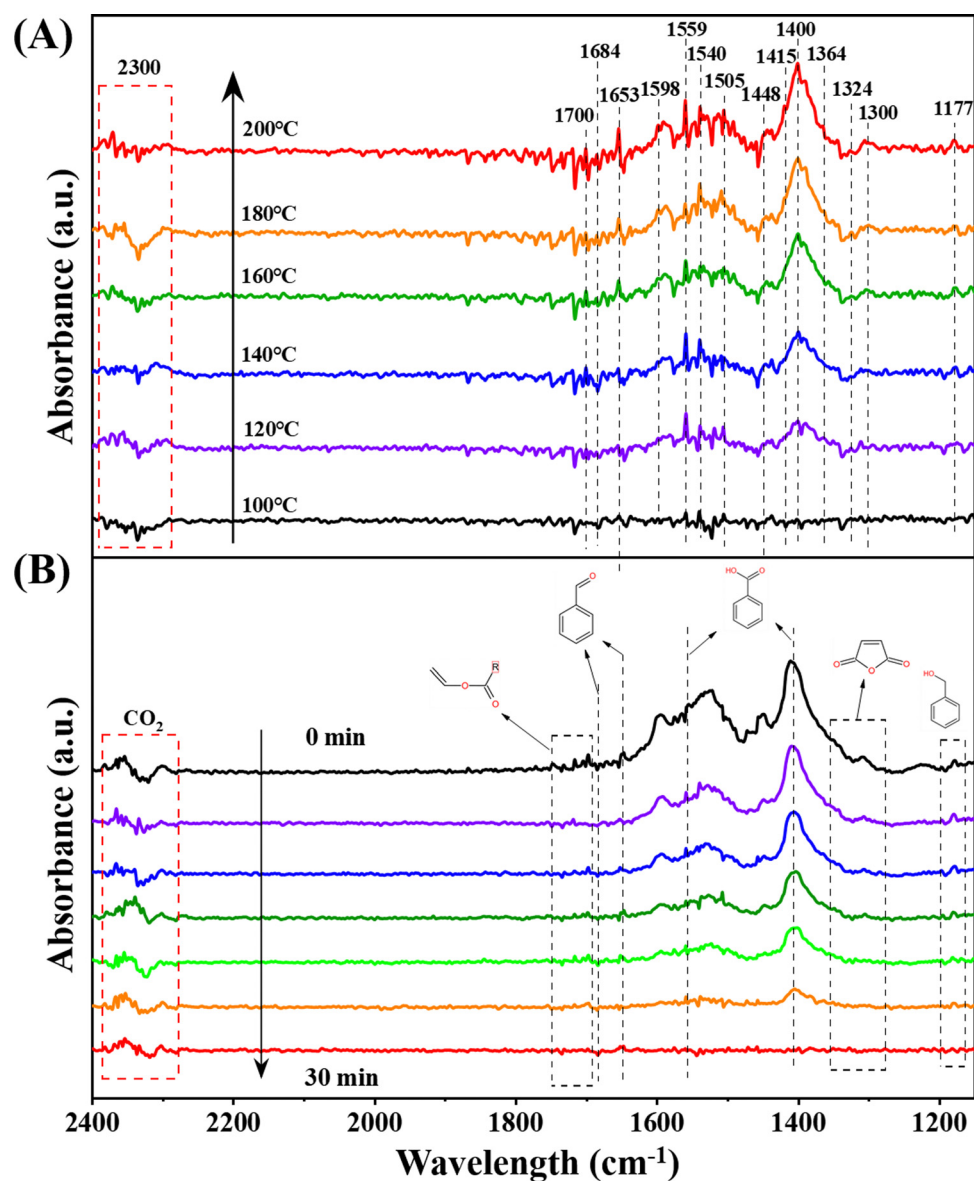 (A)
2300
1700
1684
1653
1598
1559
1540
1505
1448
1415
1400
1364
1324
1300
1177
200°C
180°C
160°C
140°C
120°C
100°C
Absorbance (a.u.)
(B)
O
HO
O
R
O
O
O
O
O
HO
CO2
0 min
30 min
Absorbance (a.u.)
2400 2200 2000 1800 1600 1400 1200
Wavelength (cm-1)